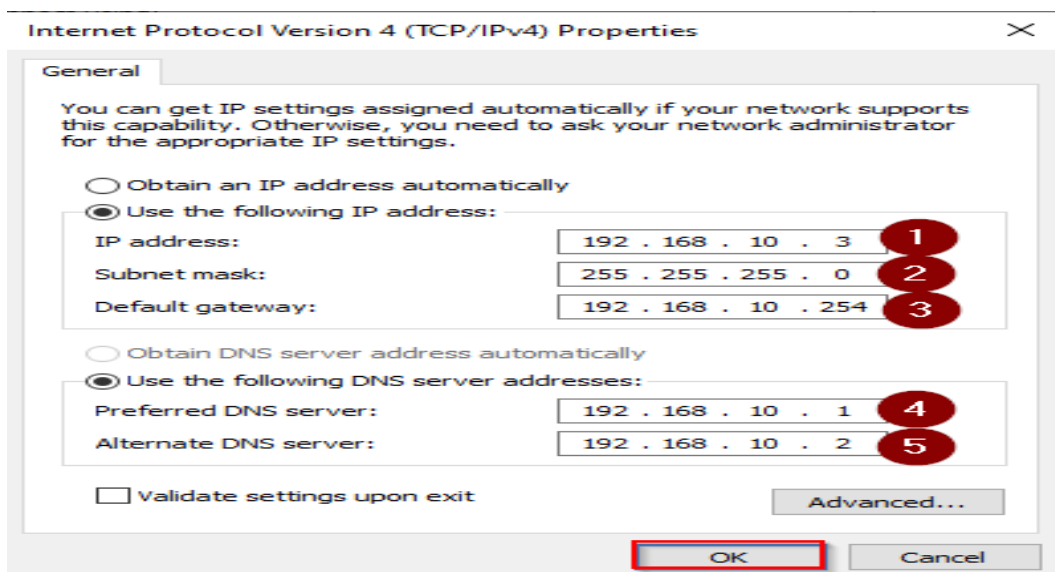 Internet Protocol Version 4 (TCP/IPv4) Properties
General
You can get IP settings assigned automatically if your network supports
this capability. Otherwise, you need to ask your network administrator
for the appropriate IP settings.
Obtain an IP address automatically
Use the following IP address:
IP address: 192 . 168 . 10 . 3 1
Subnet mask: 255 . 255 . 255 . 0 2
Default gateway: 192 . 168 . 10 . 254 3
Obtain DNS server address automatically
Use the following DNS server addresses:
Preferred DNS server: 192 . 168 . 10 . 1 4
Alternate DNS server: 192 . 168 . 10 . 2 5
Validate settings upon exit
Advanced...
OK Cancel